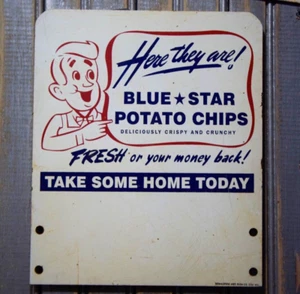 Here they are!
BLUE ★ STAR
POTATO CHIPS
DELICIOUSLY CRISPY AND CRUNCHY
FRESH or your money back!
TAKE SOME HOME TODAY